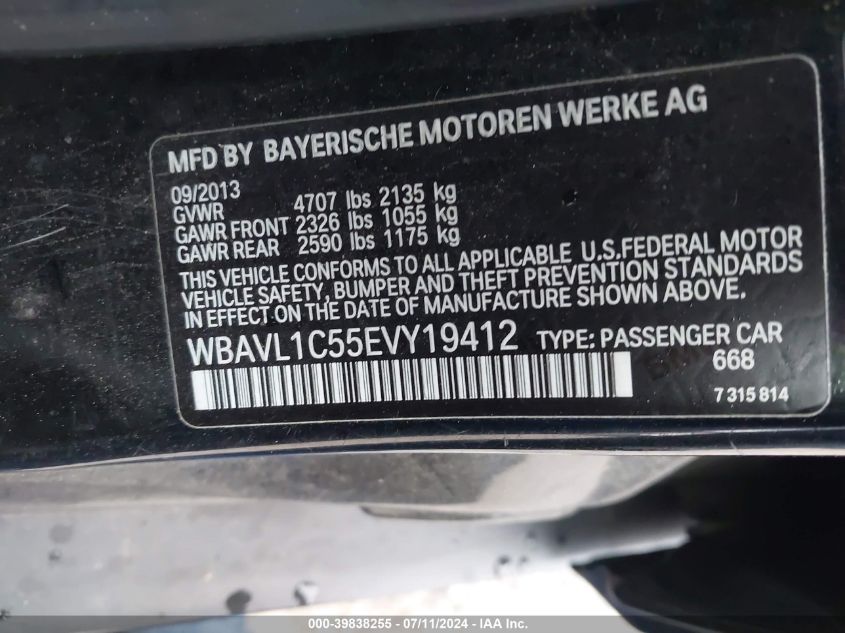 MFD BY BAYERISCHE MOTOREN WERKE AG
09/2013
GVWR 4707 lbs 2135 kg
GAWR FRONT 2326 lbs 1055 kg
GAWR REAR 2590 lbs 1175 kg
THIS VEHICLE CONFORMS TO ALL APPLICABLE U.S.FEDERAL MOTOR
VEHICLE SAFETY, BUMPER AND THEFT PREVENTION STANDARDS
IN EFFECT ON THE DATE OF MANUFACTURE SHOWN ABOVE.
WBAVL1C55EVY19412 TYPE: PASSENGER CAR
668
7 315 814
000-39838255 - 07/11/2024 - IAA Inc.